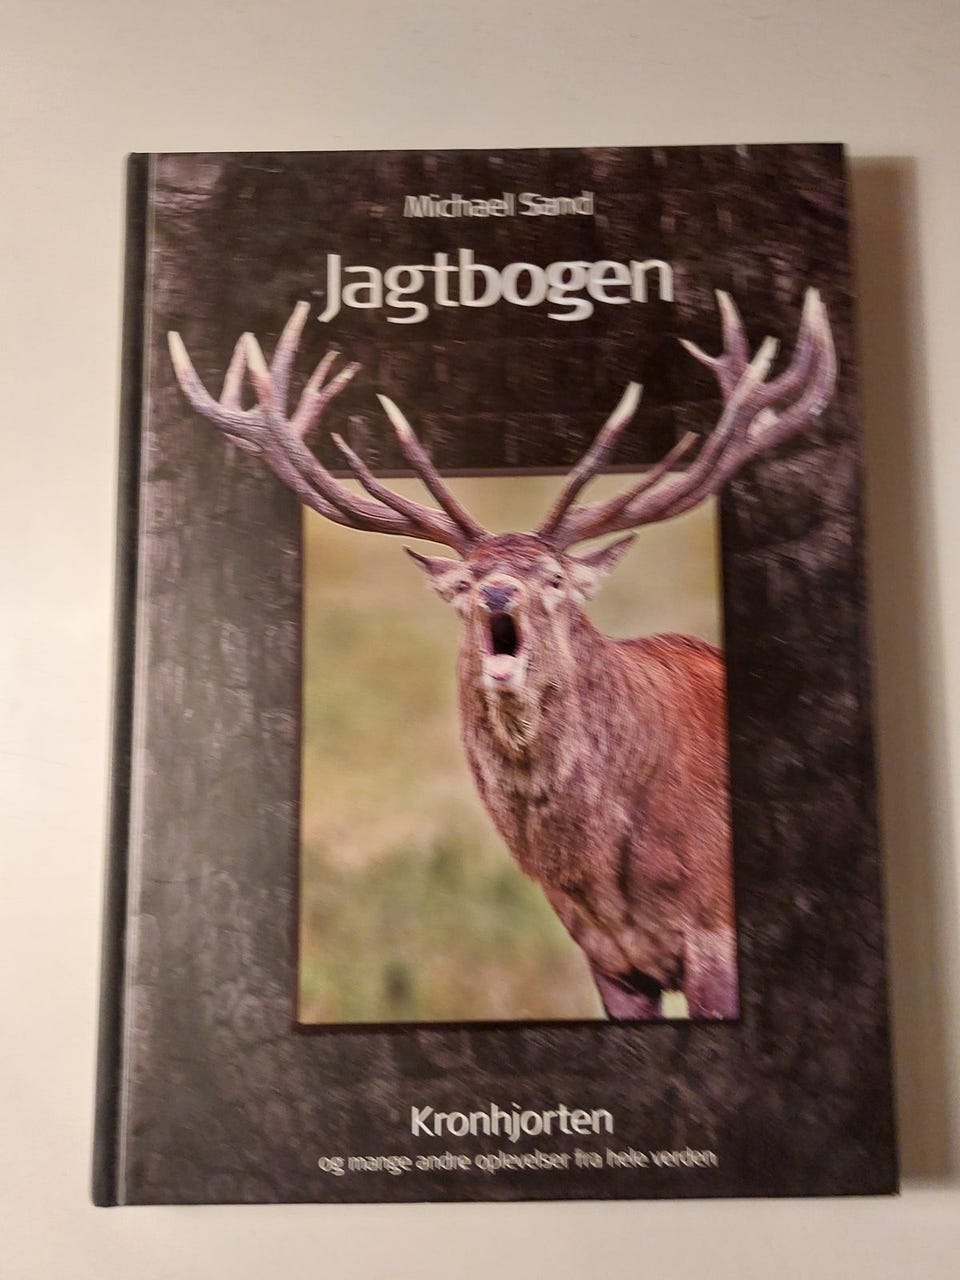 Michael Sand
Jagtbogen
Kronhjorten
og mange andre oplevelser fra hele verden